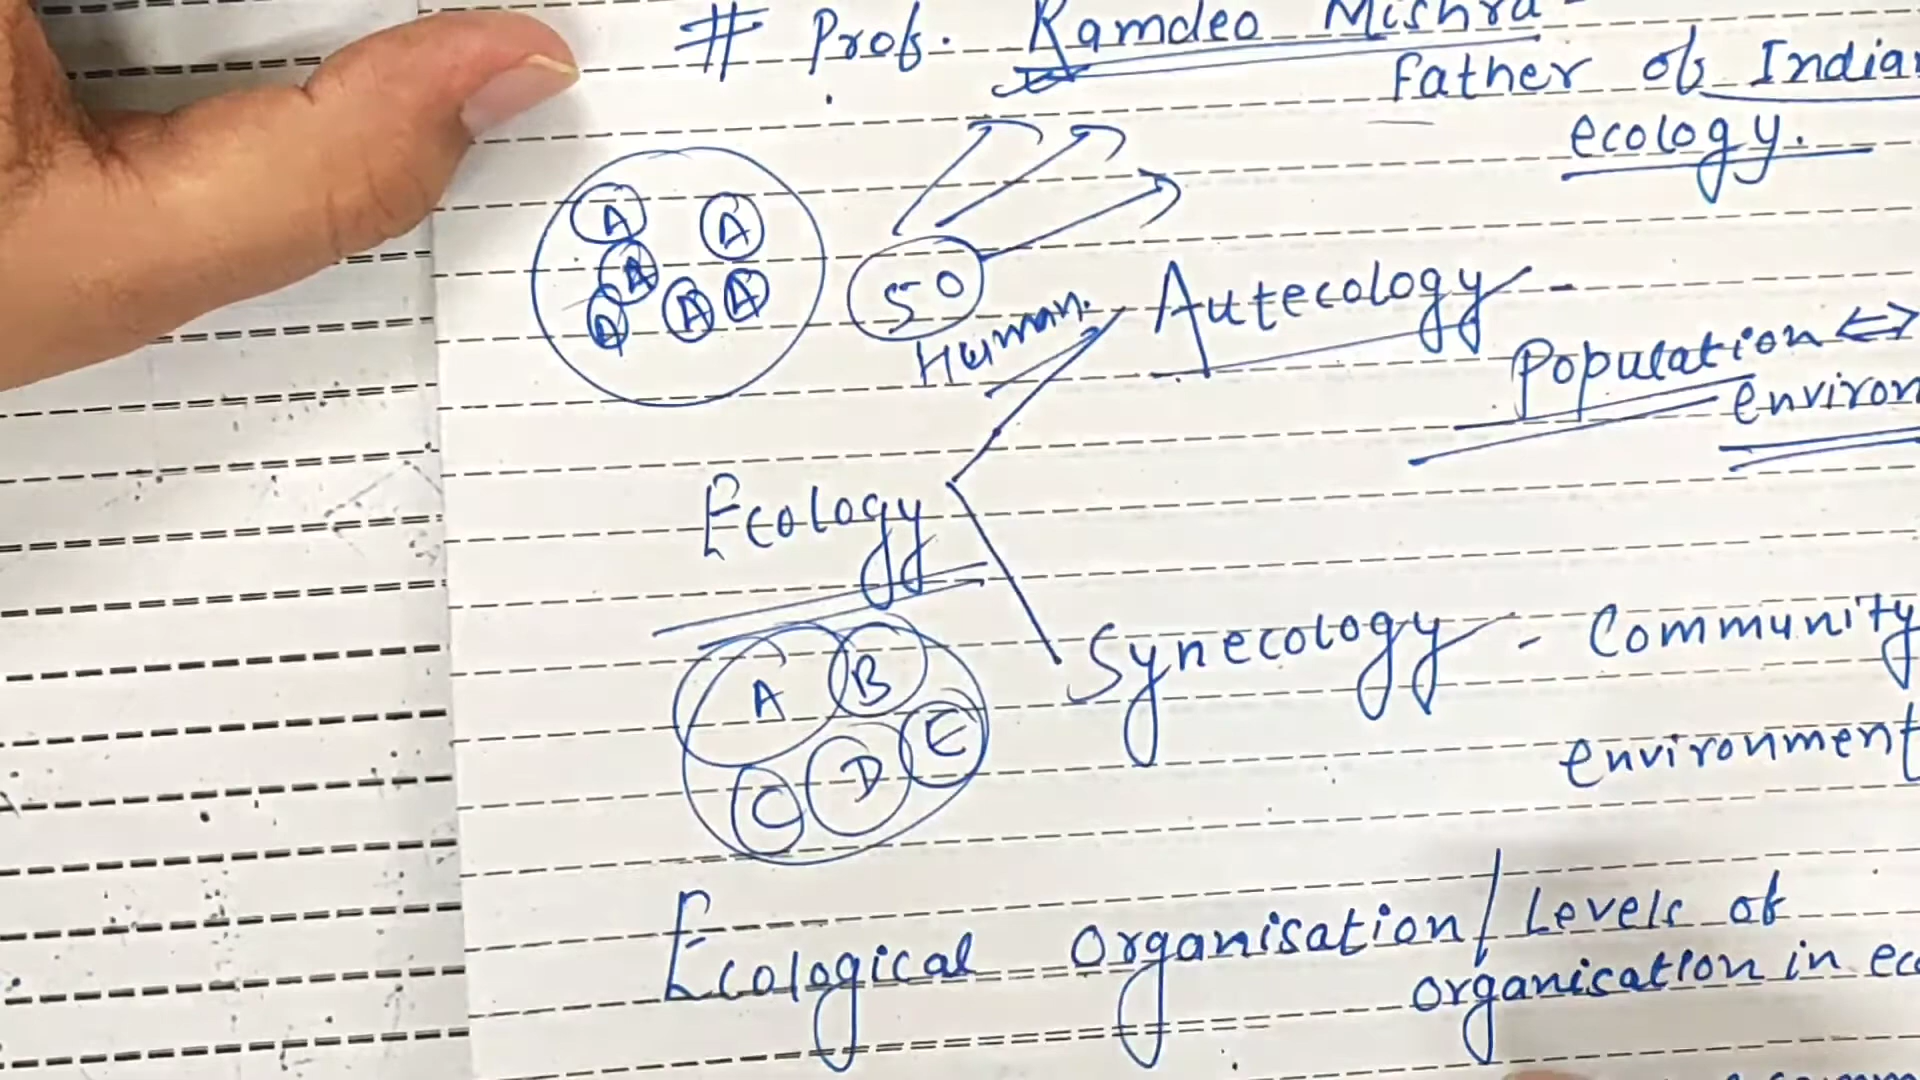 # Prof. Ramdeo Mishra
Father of Indian
ecology.
A A
A
A A A
50
Human.
Autecology -
Population ⟺
environ
Ecology
A B
C D E
Synecology - Community
environment
Ecological Organisation / Levels of
organisation in eco